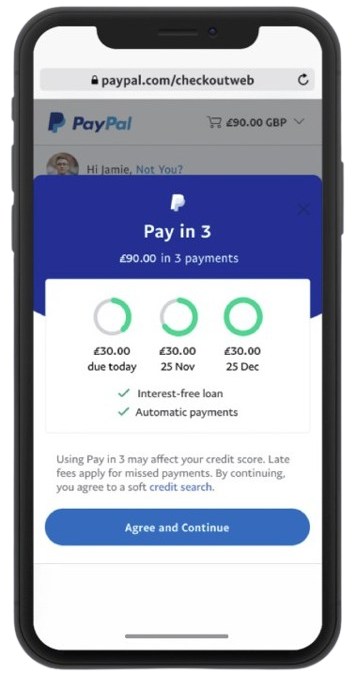 paypal.com/checkoutweb
PayPal £90.00 GBP
Hi Jamie, Not You?
Pay in 3
£90.00 in 3 payments
£30.00 £30.00 £30.00
due today 25 Nov 25 Dec
Interest-free loan
Automatic payments
Using Pay in 3 may affect your credit score. Late
fees apply for missed payments. By continuing,
you agree to a soft credit search.
Agree and Continue